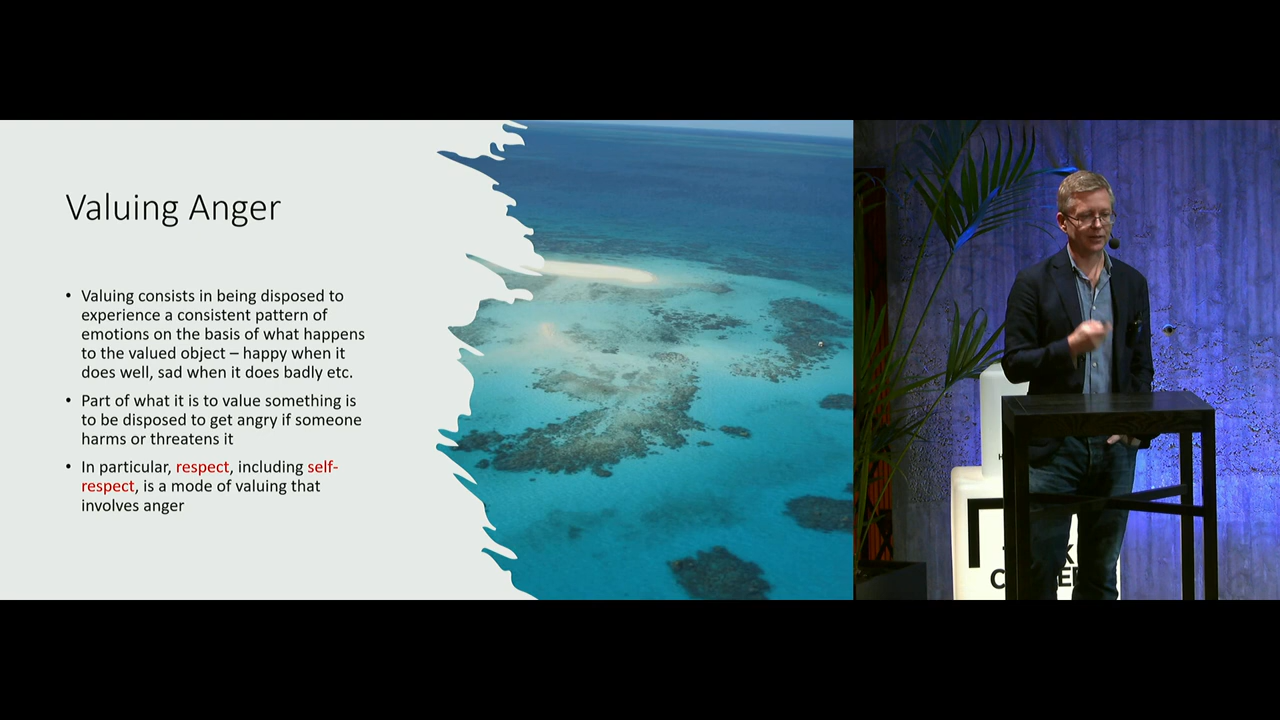 Valuing Anger
• Valuing consists in being disposed to
experience a consistent pattern of
emotions on the basis of what happens
to the valued object – happy when it
does well, sad when it does badly etc.
• Part of what it is to value something is
to be disposed to get angry if someone
harms or threatens it
• In particular, respect, including self-
respect, is a mode of valuing that
involves anger